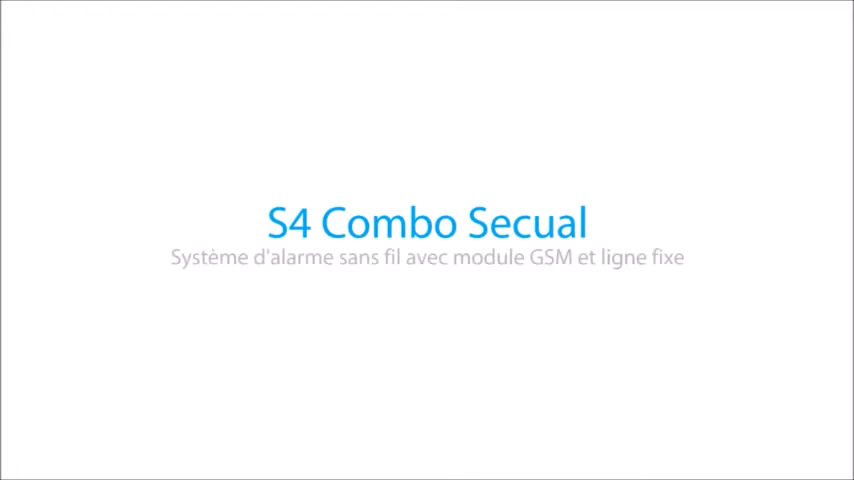 S4 Combo Secual
Système d'alarme sans fil avec module GSM et ligne fixe